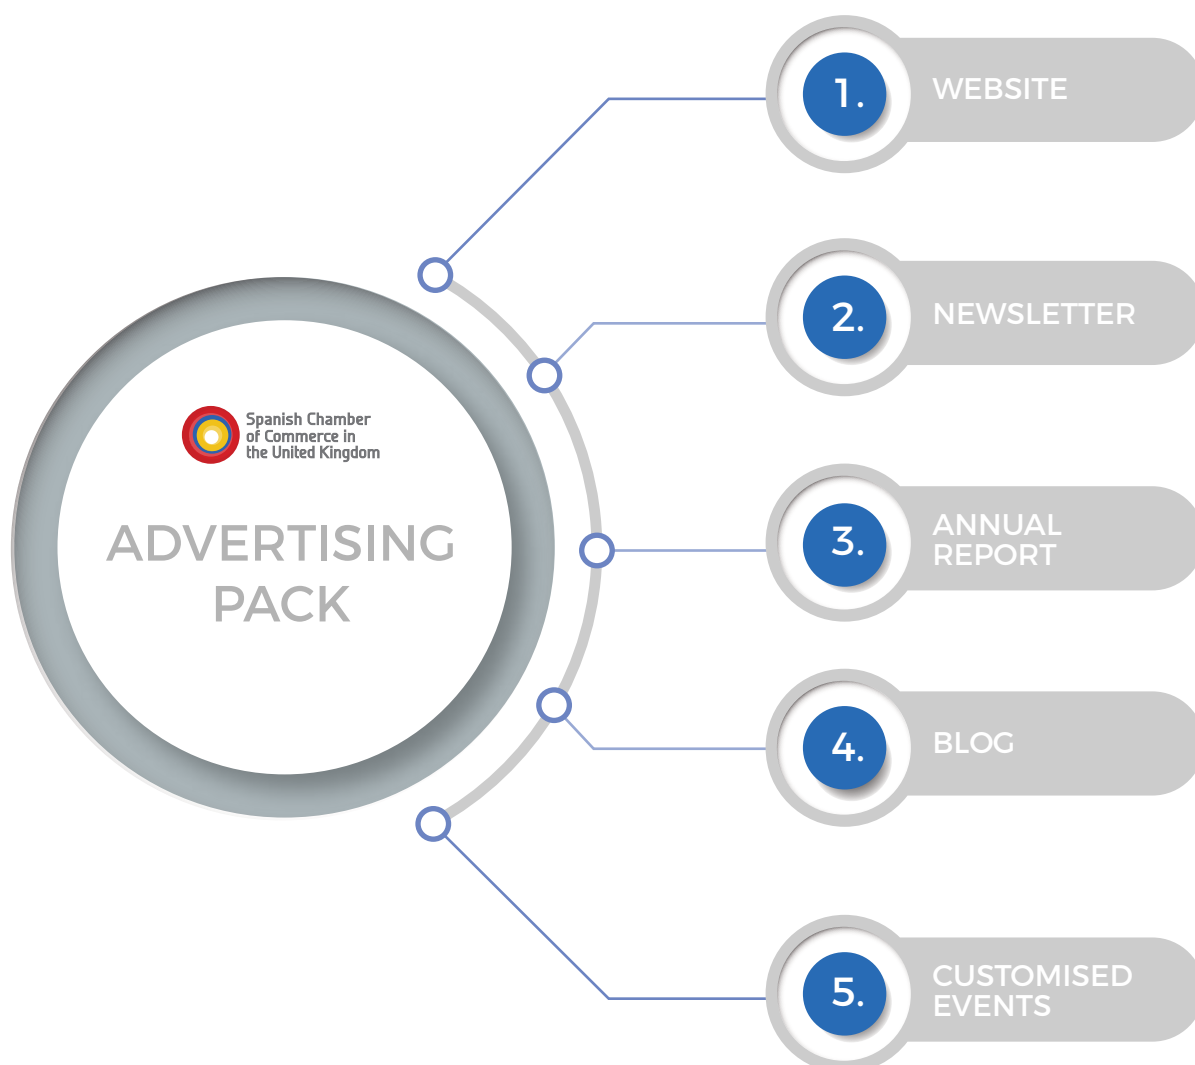 Spanish Chamber
of Commerce in
the United Kingdom
ADVERTISING
PACK
1.
WEBSITE
2.
NEWSLETTER
3.
ANNUAL
REPORT
4.
BLOG
5.
CUSTOMISED
EVENTS